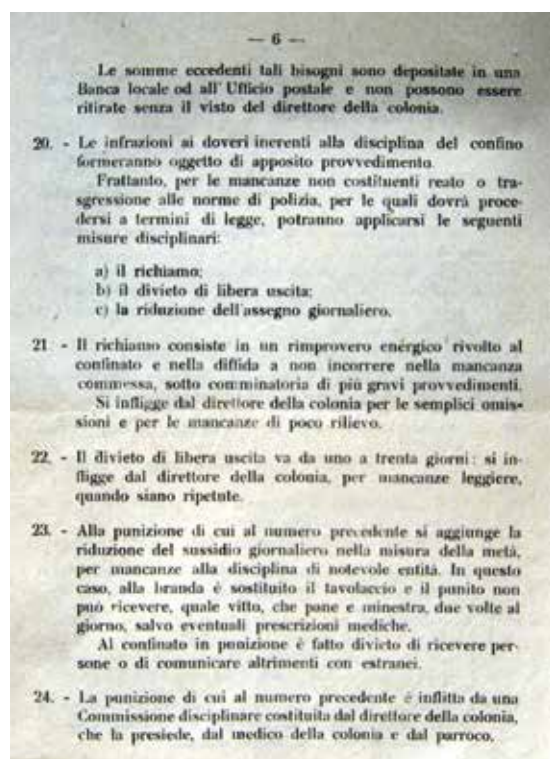 — 6 —
Le somme eccedenti tali bisogni sono depositate in una
Banca locale od all'Ufficio postale e non possono essere
ritirate senza il visto del direttore della colonia.
20. - Le infrazioni ai doveri inerenti alla disciplina del confino
formeranno oggetto di apposito provvedimento.
Frattanto, per le mancanze non costituenti reato o tra-
sgressione alle norme di polizia, per le quali dovrà proce-
dersi a termini di legge, potranno applicarsi le seguenti
misure disciplinari:
a) il richiamo;
b) il divieto di libera uscita;
c) la riduzione dell'assegno giornaliero.
21 - Il richiamo consiste in un rimprovero energico rivolto al
confinato e nella diffida a non incorrere nella mancanza
commessa, sotto comminatoria di più gravi provvedimenti.
Si infligge dal direttore della colonia per le semplici omis-
sioni e per le mancanze di poco rilievo.
22. - Il divieto di libera uscita va da uno a trenta giorni: si in-
fligge dal direttore della colonia, per mancanze leggiere,
quando siano ripetute.
23. - Alla punizione di cui al numero precedente si aggiunge la
riduzione del sussidio giornaliero nella misura della metà,
per mancanze alla disciplina di notevole entità. In questo
caso, alla branda è sostituito il tavolaccio e il punito non
può ricevere, quale vitto, che pane e minestra, due volte al
giorno, salvo eventuali prescrizioni mediche.
Al confinato in punizione è fatto divieto di ricevere per-
sone o di comunicare altrimenti con estranei.
24. - La punizione di cui al numero precedente è inflitta da una
Commissione disciplinare costituita dal direttore della colonia,
che la presiede, dal medico della colonia e dal parroco.